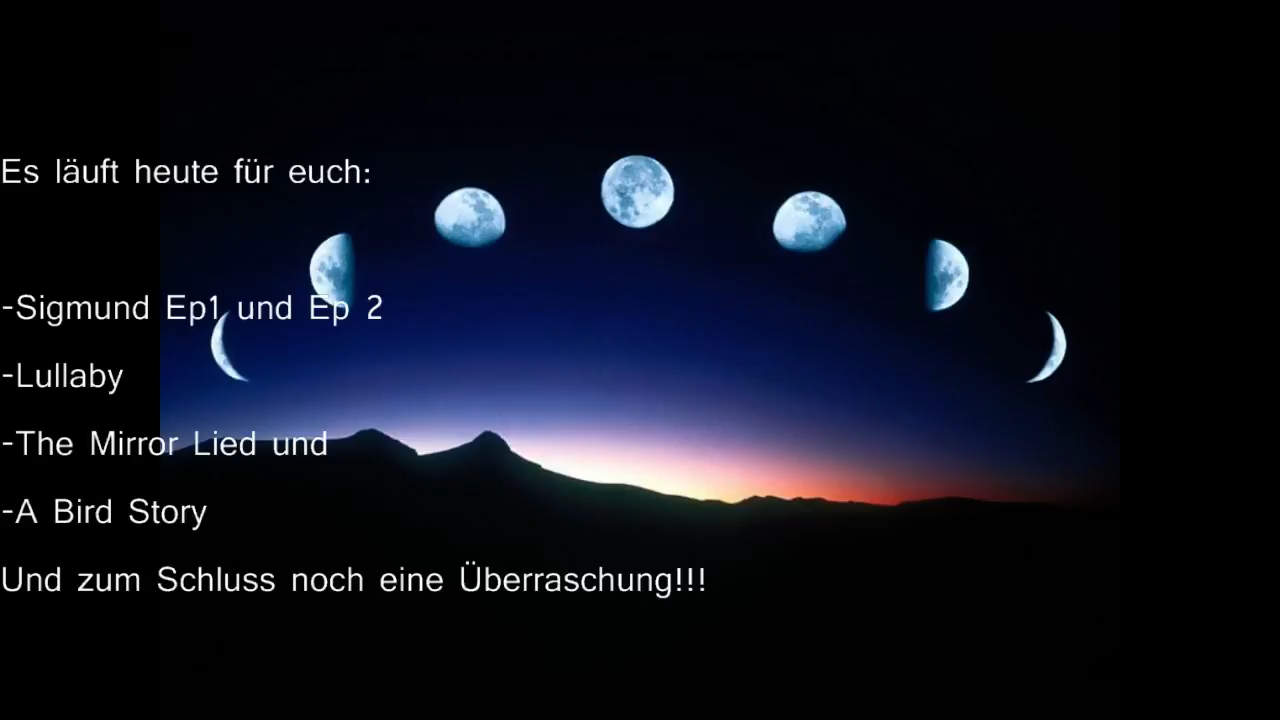 Es läuft heute für euch:
-Sigmund Ep1 und Ep 2
-Lullaby
-The Mirror Lied und
-A Bird Story
Und zum Schluss noch eine Überraschung!!!